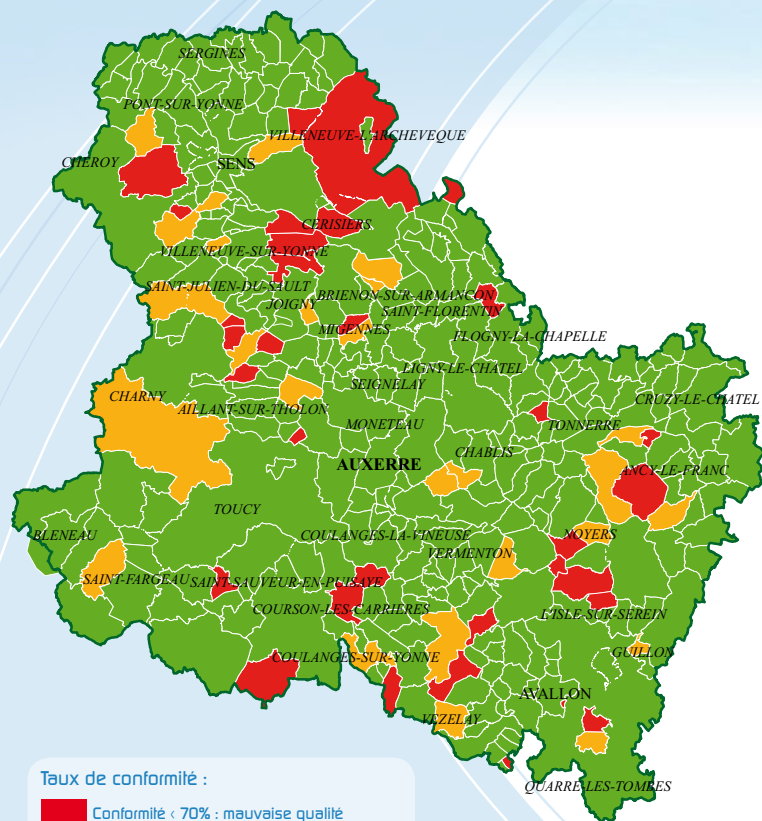 SERGINES
PONT-SUR-YONNE
VILLENEUVE-L'ARCHEVEQUE
CHEROY
SENS
CERISIERS
VILLENEUVE-SUR-YONNE
SAINT-JULIEN-DU-SAULT
BRIENON-SUR-ARMANCON
JOIGNY
SAINT-FLORENTIN
MIGENNES
FLOGNY-LA-CHAPELLE
LIGNY-LE-CHATEL
SEIGNELAY
CHARNY
CRUZY-LE-CHATEL
AILLANT-SUR-THOLON
MONETEAU
TONNERRE
CHABLIS
AUXERRE
ANCY-LE-FRANC
TOUCY
BLENEAU
COULANGES-LA-VINEUSE
NOYERS
VERMENTON
SAINT-FARGEAU
SAINT-SAUVEUR-EN-PUISAYE
COURSON-LES-CARRIERES
L'ISLE-SUR-SEREIN
GUILLON
COULANGES-SUR-YONNE
AVALLON
VEZELAY
QUARRE-LES-TOMBES
Taux de conformité :
Conformité < 70% : mauvaise qualité